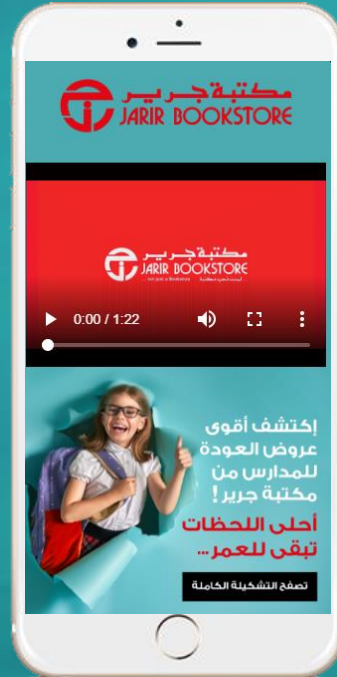 مكتبة جرير
JARIR BOOKSTORE
مكتبة جرير
JARIR BOOKSTORE
0:00 / 1:22
إكتشف أقوى
عروض العودة
للمدارس من
مكتبة جرير!
أحلى اللحظات
تبقى للعمر...
تصفح التشكيلة الكاملة